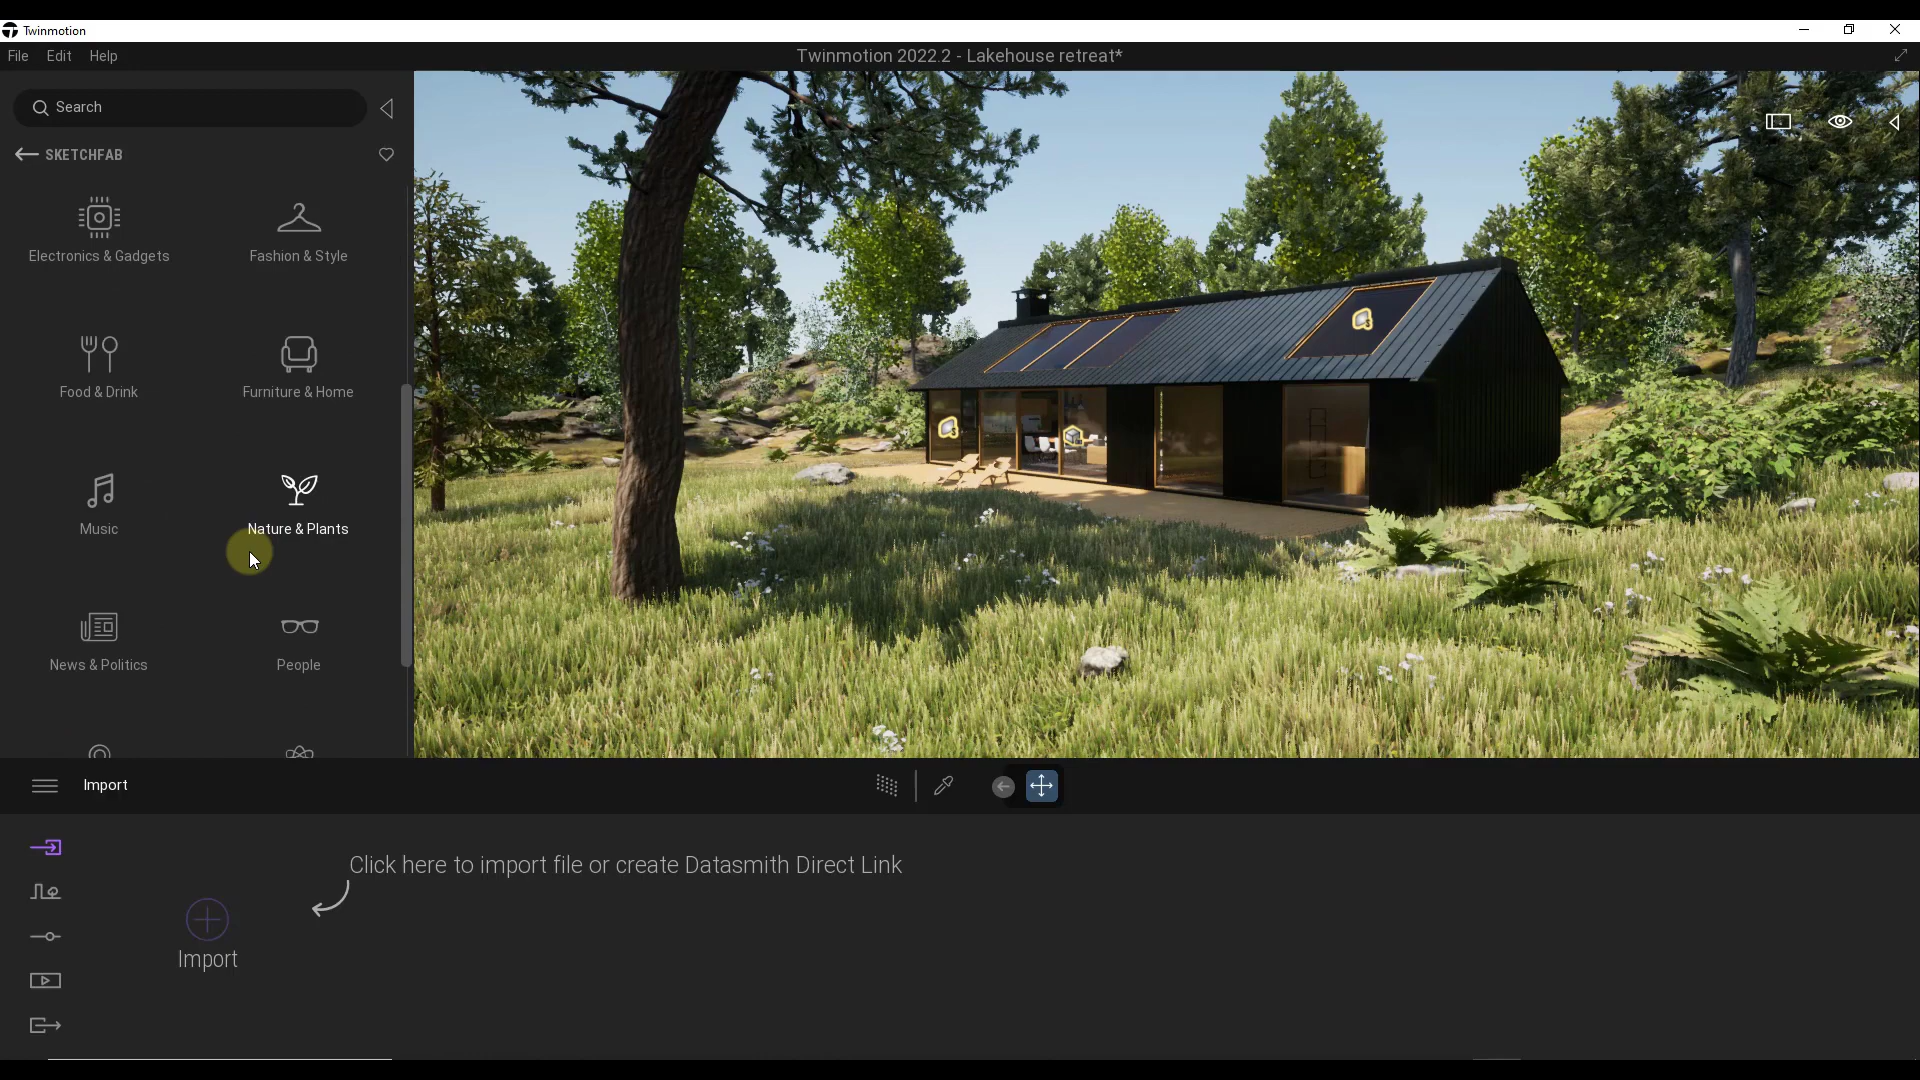 Twinmotion
File Edit Help
Twinmotion 2022.2 - Lakehouse retreat*
Search
SKETCHFAB
Electronics & Gadgets
Fashion & Style
Food & Drink
Furniture & Home
Music
Nature & Plants
News & Politics
People
Import
Click here to import file or create Datasmith Direct Link
Import